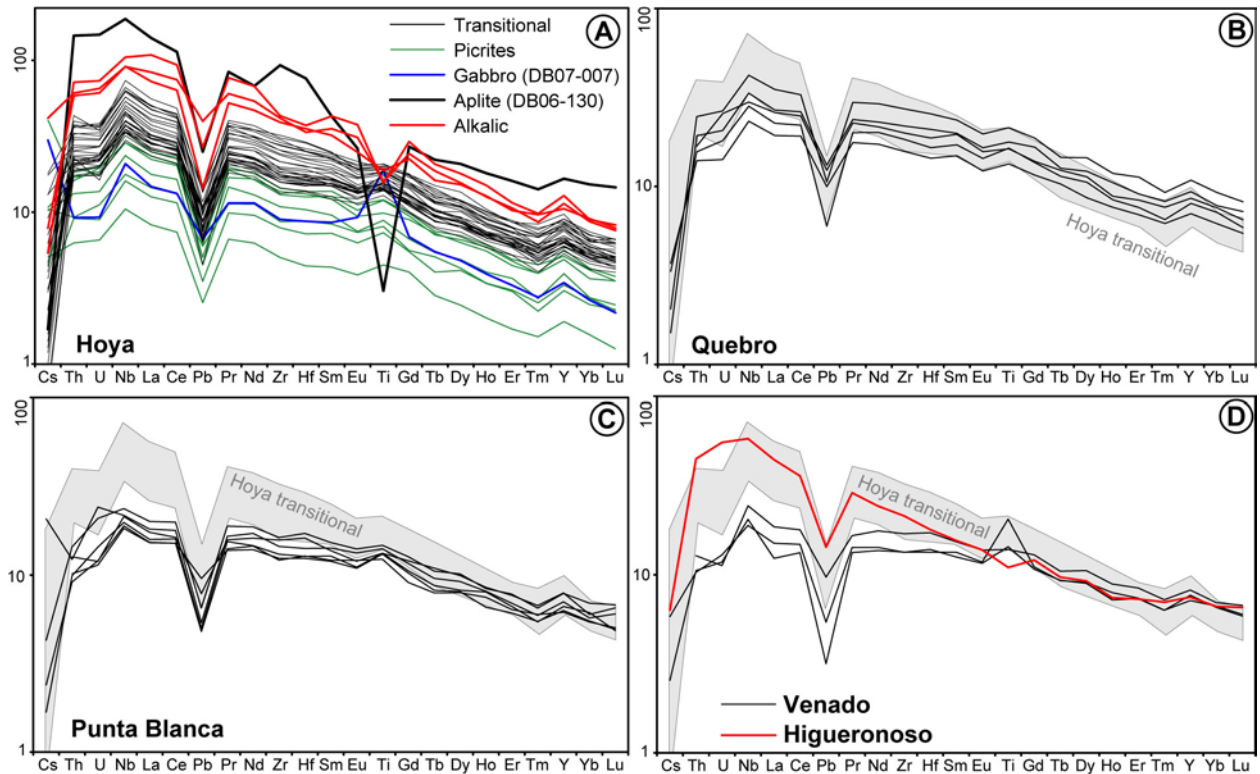 A
Transitional
Picrites
Gabbro (DB07-007)
Aplite (DB06-130)
Alkalic
100
10
1
Hoya
Cs Th U Nb La Ce Pb Pr Nd Zr Hf Sm Eu Ti Gd Tb Dy Ho Er Tm Y Yb Lu
B
100
10
1
Hoya transitional
Quebro
Cs Th U Nb La Ce Pb Pr Nd Zr Hf Sm Eu Ti Gd Tb Dy Ho Er Tm Y Yb Lu
C
100
10
1
Hoya transitional
Punta Blanca
Cs Th U Nb La Ce Pb Pr Nd Zr Hf Sm Eu Ti Gd Tb Dy Ho Er Tm Y Yb Lu
D
100
10
1
Hoya transitional
Venado
Higueronoso
Cs Th U Nb La Ce Pb Pr Nd Zr Hf Sm Eu Ti Gd Tb Dy Ho Er Tm Y Yb Lu